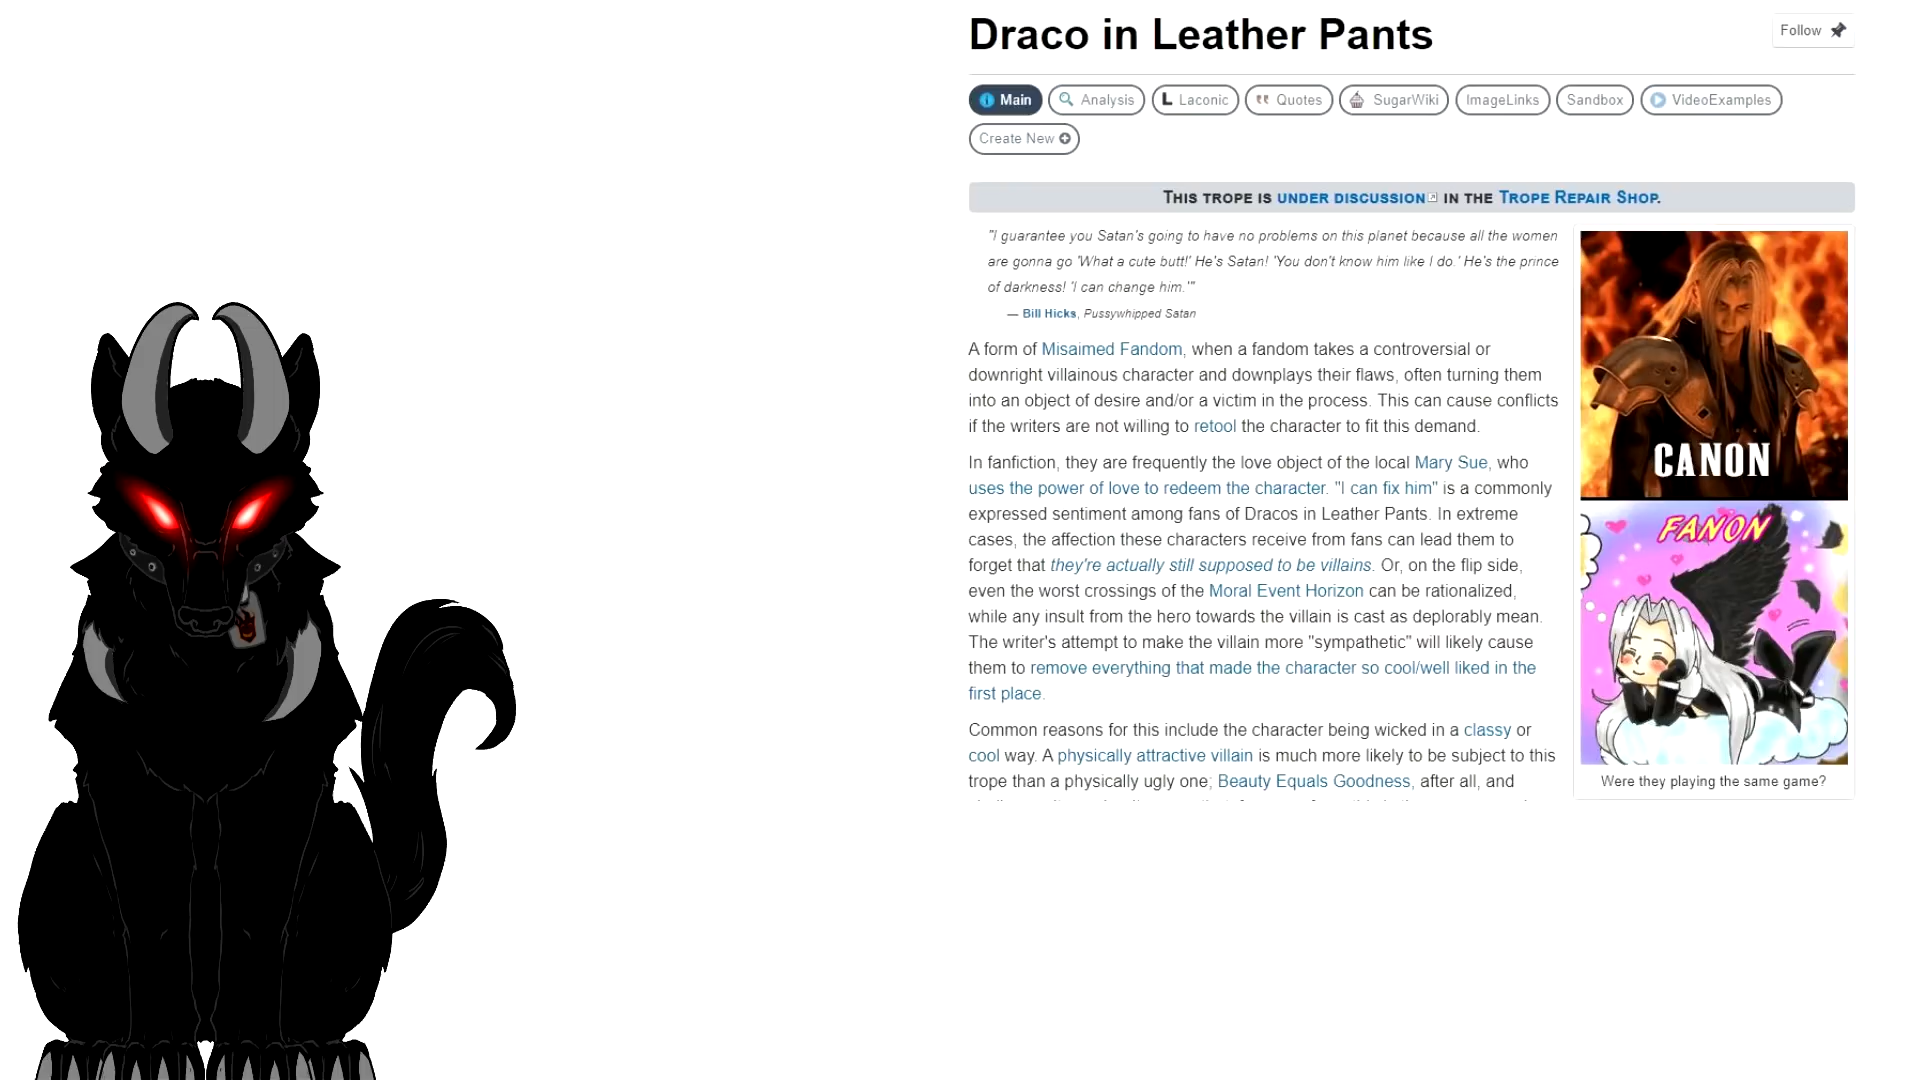 Draco in Leather Pants
Follow
Main Analysis Laconic Quotes SugarWiki ImageLinks Sandbox VideoExamples
Create New
THIS TROPE IS UNDER DISCUSSION IN THE TROPE REPAIR SHOP.
"I guarantee you Satan's going to have no problems on this planet because all the women
are gonna go 'What a cute butt!' He's Satan! 'You don't know him like I do.' He's the prince
of darkness! 'I can change him.'"
— Bill Hicks, Pussywhipped Satan
A form of Misaimed Fandom, when a fandom takes a controversial or
downright villainous character and downplays their flaws, often turning them
into an object of desire and/or a victim in the process. This can cause conflicts
if the writers are not willing to retool the character to fit this demand.
In fanfiction, they are frequently the love object of the local Mary Sue, who
uses the power of love to redeem the character. "I can fix him" is a commonly
expressed sentiment among fans of Dracos in Leather Pants. In extreme
cases, the affection these characters receive from fans can lead them to
forget that they're actually still supposed to be villains. Or, on the flip side,
even the worst crossings of the Moral Event Horizon can be rationalized,
while any insult from the hero towards the villain is cast as deplorably mean.
The writer's attempt to make the villain more "sympathetic" will likely cause
them to remove everything that made the character so cool/well liked in the
first place.
Common reasons for this include the character being wicked in a classy or
cool way. A physically attractive villain is much more likely to be subject to this
trope than a physically ugly one; Beauty Equals Goodness, after all, and
CANON
FANON
Were they playing the same game?